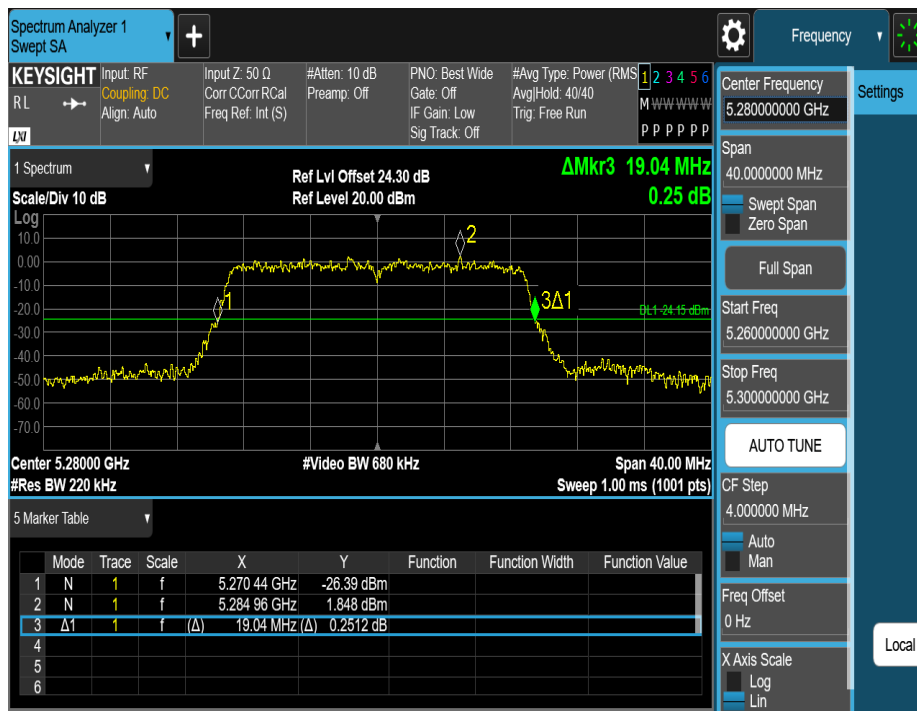 Spectrum Analyzer 1
Swept SA
+
Frequency
KEYSIGHT
RL
LXI
Input: RF
Coupling: DC
Align: Auto
Input Z: 50 Ω
Corr CCorr RCal
Freq Ref: Int (S)
#Atten: 10 dB
Preamp: Off
PNO: Best Wide
Gate: Off
IF Gain: Low
Sig Track: Off
#Avg Type: Power (RMS
Avg|Hold: 40/40
Trig: Free Run
1 2 3 4 5 6
M W W W W W
P P P P P P
1 Spectrum
Scale/Div 10 dB
Ref Lvl Offset 24.30 dB
Ref Level 20.00 dBm
ΔMkr3 19.04 MHz
0.25 dB
Log
10.0
0.00
-10.0
-20.0
-30.0
-40.0
-50.0
-60.0
-70.0
2
1
3Δ1
DL1 -24.15 dBm
Center 5.28000 GHz
#Res BW 220 kHz
#Video BW 680 kHz
Span 40.00 MHz
Sweep 1.00 ms (1001 pts)
5 Marker Table
Mode Trace Scale X Y Function Function Width Function Value
1 N 1 f 5.270 44 GHz -26.39 dBm
2 N 1 f 5.284 96 GHz 1.848 dBm
3 Δ1 1 f (Δ) 19.04 MHz (Δ) 0.2512 dB
4
5
6
Center Frequency
5.280000000 GHz
Settings
Span
40.0000000 MHz
Swept Span
Zero Span
Full Span
Start Freq
5.260000000 GHz
Stop Freq
5.300000000 GHz
AUTO TUNE
CF Step
4.000000 MHz
Auto
Man
Freq Offset
0 Hz
X Axis Scale
Log
Lin
Local